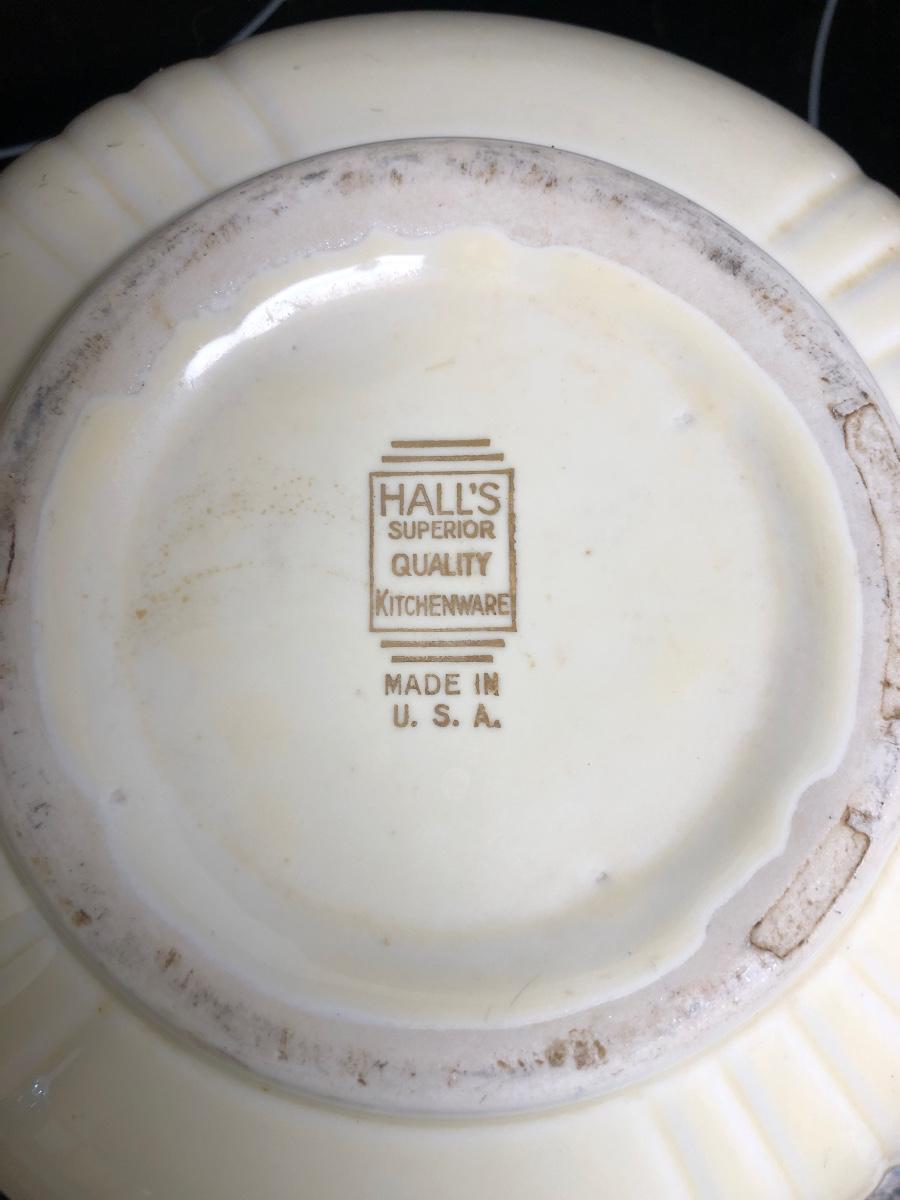 HALL'S
SUPERIOR
QUALITY
KITCHENWARE
MADE IN
U. S. A.